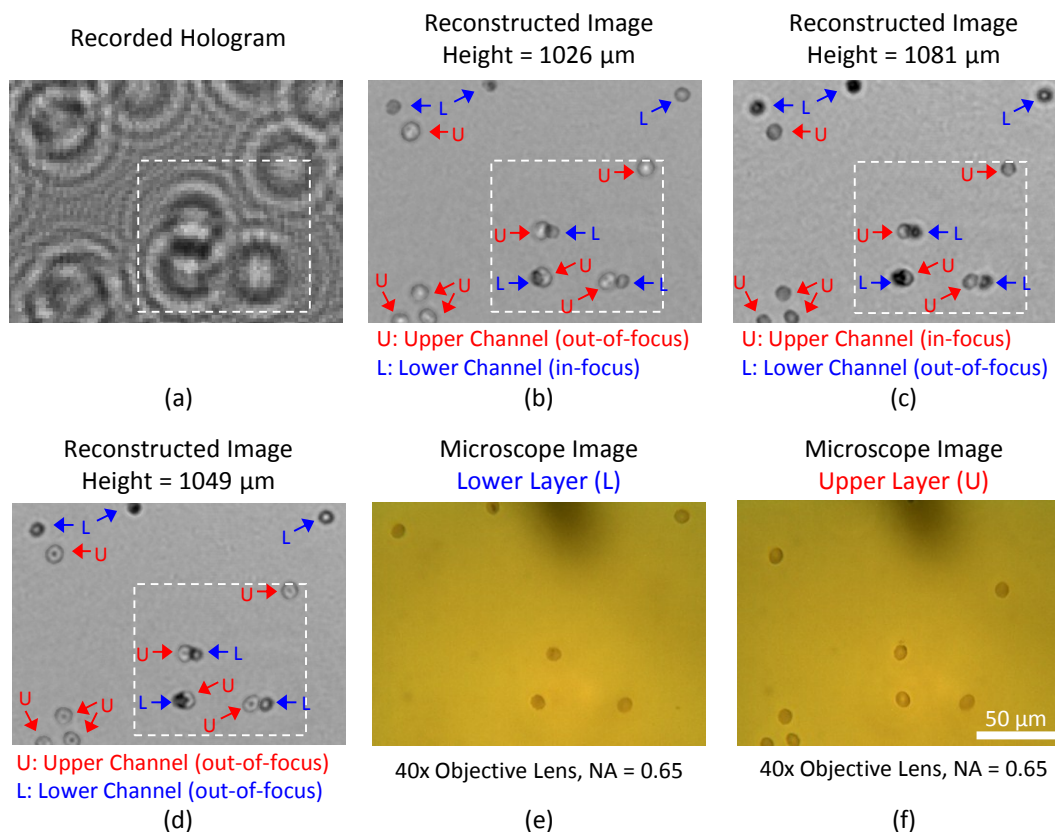 Recorded Hologram
Reconstructed Image
Height = 1026 µm
Reconstructed Image
Height = 1081 µm
L
L
U
U
U
L
U
L
U
U
U
U: Upper Channel (out-of-focus)
L: Lower Channel (in-focus)
L
L
U
U
U
L
U
L
L
U
U
U
U: Upper Channel (in-focus)
L: Lower Channel (out-of-focus)
(a)
(b)
(c)
Reconstructed Image
Height = 1049 µm
Microscope Image
Lower Layer (L)
Microscope Image
Upper Layer (U)
L
L
U
U
U
L
U
L
L
U
U
U
50 µm
U: Upper Channel (out-of-focus)
L: Lower Channel (out-of-focus)
40x Objective Lens, NA = 0.65
40x Objective Lens, NA = 0.65
(d)
(e)
(f)